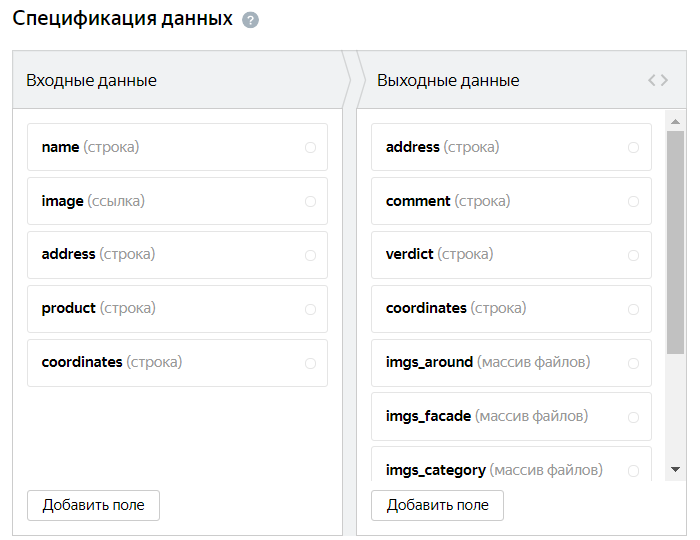 Спецификация данных ?
Входные данные
name (строка)
image (ссылка)
address (строка)
product (строка)
coordinates (строка)
Добавить поле
Выходные данные
address (строка)
comment (строка)
verdict (строка)
coordinates (строка)
imgs_around (массив файлов)
imgs_facade (массив файлов)
imgs_category (массив файлов)
Добавить поле